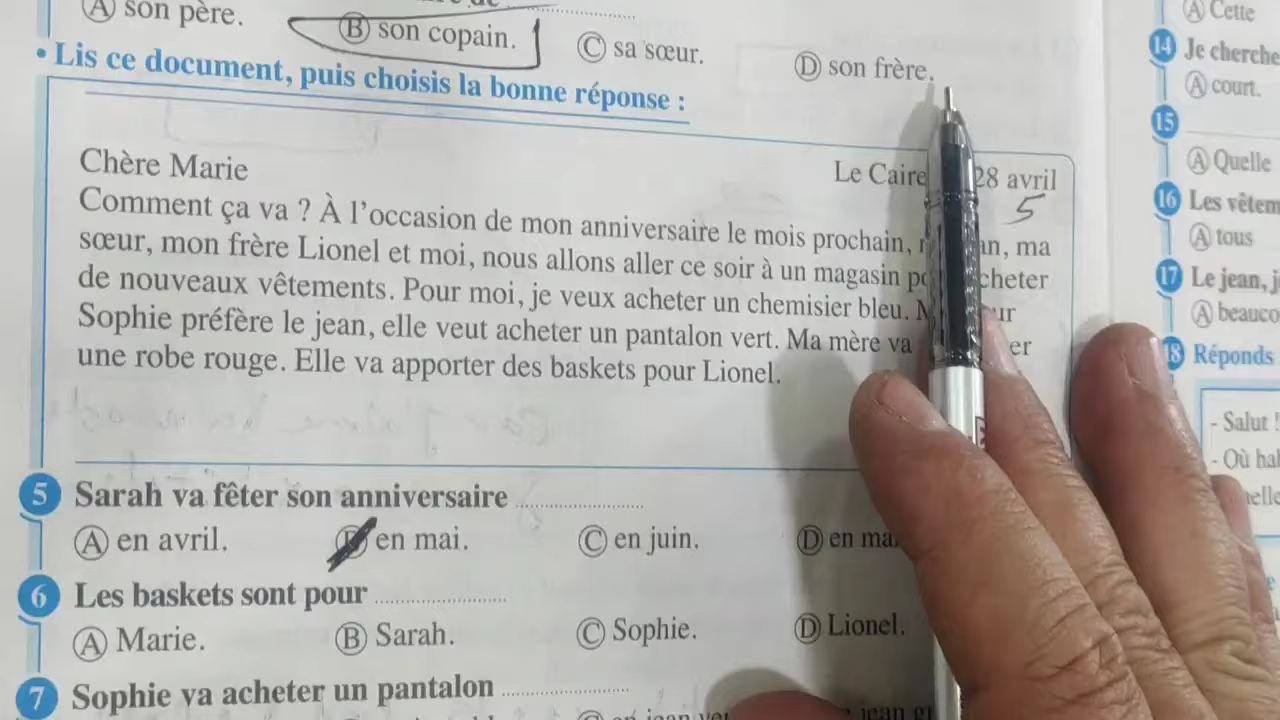 Ⓐ son père.
Ⓑ son copain.
Ⓒ sa sœur.
Ⓓ son frère.
• Lis ce document, puis choisis la bonne réponse :
Le Caire 28 avril
5
Chère Marie
Comment ça va ? À l'occasion de mon anniversaire le mois prochain, ma
sœur, mon frère Lionel et moi, nous allons aller ce soir à un magasin
de nouveaux vêtements. Pour moi, je veux acheter un chemisier bleu.
Sophie préfère le jean, elle veut acheter un pantalon vert. Ma mère va
une robe rouge. Elle va apporter des baskets pour Lionel.
5 Sarah va fêter son anniversaire ....................
Ⓐ en avril.
en mai.
Ⓒ en juin.
Ⓓ en
6 Les baskets sont pour ....................
Ⓐ Marie.
Ⓑ Sarah.
Ⓒ Sophie.
Ⓓ Lionel.
7 Sophie va acheter un pantalon ....................
Ⓐ Cette
14 Je cherche
Ⓐ court.
15
Ⓐ Quelle
16 Les
Ⓐ tous
17 Le jean,
Ⓐ
Réponds
- Salut !
- Où